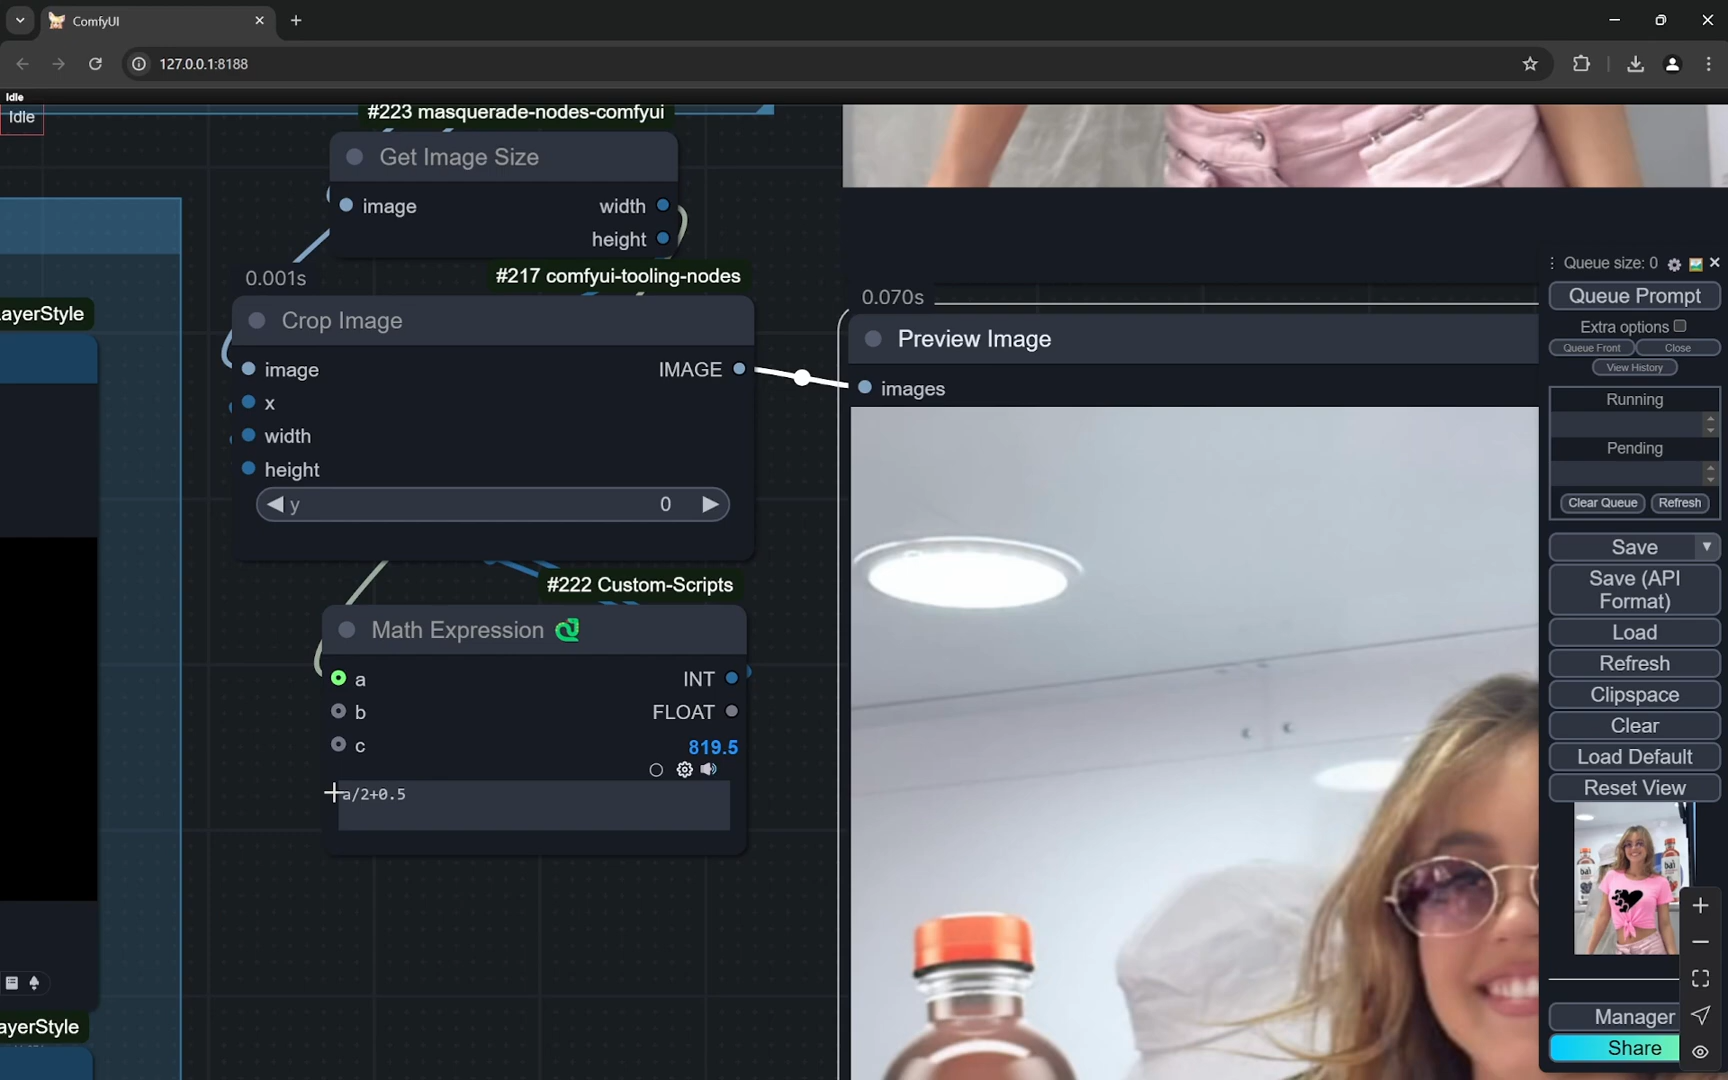 ComfyUI
127.0.0.1:8188
Idle
Idle
#223 masquerade-nodes-comfyui
Get Image Size
image
width
height
0.001s
#217 comfyui-tooling-nodes
Crop Image
image
IMAGE
x
width
height
y
0
#222 Custom-Scripts
Math Expression
a
INT
b
FLOAT
c
819.5
a/2+0.5
ayerStyle
ayerStyle
0.070s
Preview Image
images
Queue size: 0
Queue Prompt
Extra options
Queue Front
Close
View History
Running
Pending
Clear Queue
Refresh
Save
▼
Save (API
Format)
Load
Refresh
Clipspace
Clear
Load Default
Reset View
bai
bai
Manager
Share